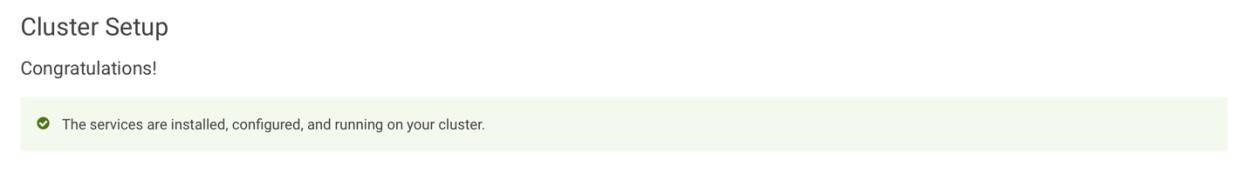 Cluster Setup
Congratulations!
The services are installed, configured, and running on your cluster.